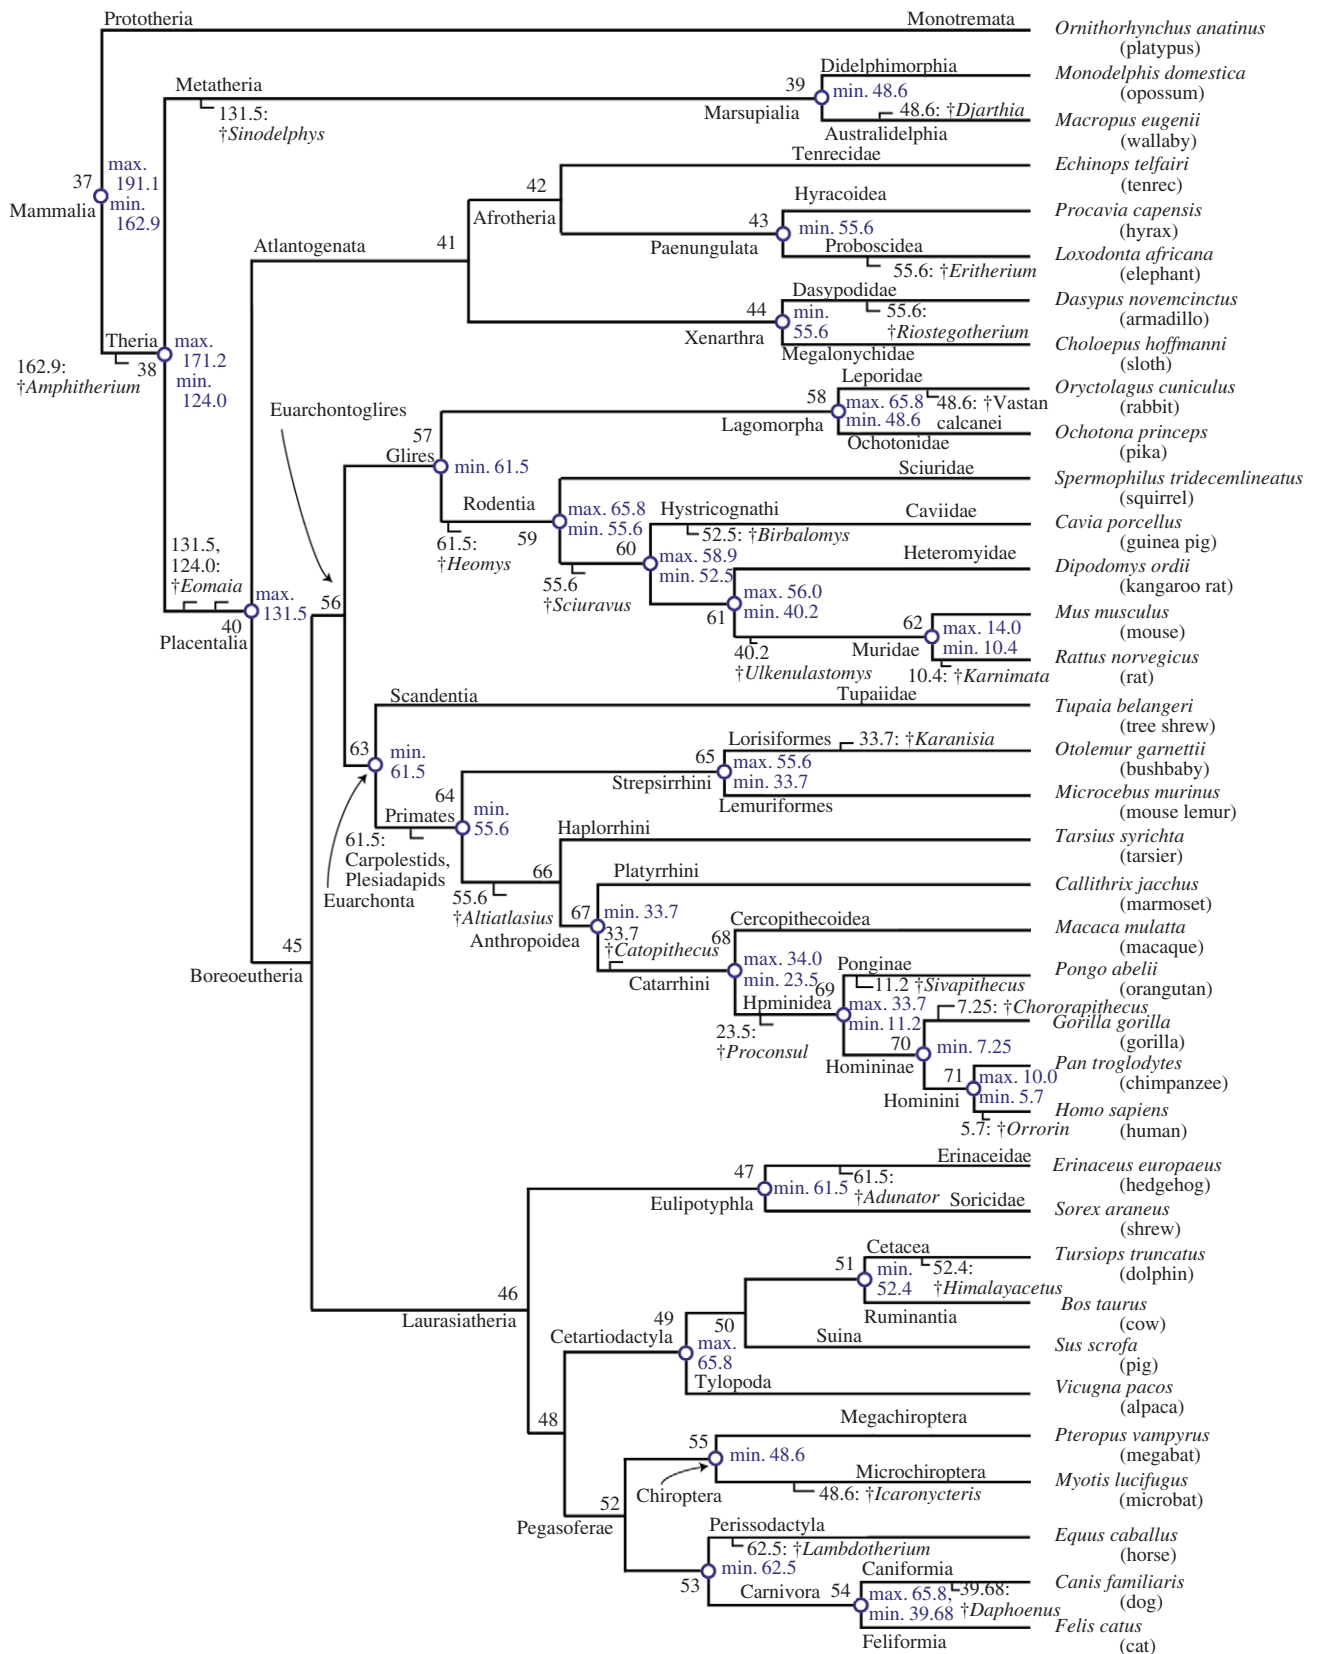 Prototheria
Monotremata
Ornithorhynchus anatinus
(platypus)
Metatheria
131.5:
†Sinodelphys
39
Didelphimorphia
min. 48.6
Marsupialia
48.6: †Djarthia
Australidelphia
Monodelphis domestica
(opossum)
Macropus eugenii
(wallaby)
37
Mammalia
max.
191.1
min.
162.9
Tenrecidae
Echinops telfairi
(tenrec)
42
Afrotheria
Hyracoidea
43
min. 55.6
Paenungulata
Proboscidea
55.6: †Eritherium
Procavia capensis
(hyrax)
Loxodonta africana
(elephant)
Atlantogenata
41
Dasypodidae
44
min.
55.6
55.6:
†Riostegotherium
Xenarthra
Megalonychidae
Dasypus novemcinctus
(armadillo)
Choloepus hoffmanni
(sloth)
Theria
38
max.
171.2
min.
124.0
162.9:
†Amphitherium
Euarchontoglires
Leporidae
58
max. 65.8
min. 48.6
48.6: †Vastan
calcanei
Lagomorpha
Ochotonidae
Oryctolagus cuniculus
(rabbit)
Ochotona princeps
(pika)
57
Glires
min. 61.5
Sciuridae
Spermophilus tridecemlineatus
(squirrel)
Rodentia
61.5:
†Heomys
59
max. 65.8
min. 55.6
Hystricognathi
Caviidae
52.5: †Birbalomys
Cavia porcellus
(guinea pig)
55.6
†Sciuravus
60
max. 58.9
min. 52.5
Heteromyidae
Dipodomys ordii
(kangaroo rat)
61
max. 56.0
min. 40.2
40.2
†Ulkenulastomys
Muridae
62
max. 14.0
min. 10.4
10.4: †Karnimata
Mus musculus
(mouse)
Rattus norvegicus
(rat)
131.5,
124.0:
†Eomaia
40
Placentalia
max.
131.5
56
Scandentia
Tupaiidae
Tupaia belangeri
(tree shrew)
63
min.
61.5
Lorisiformes
33.7: †Karanisia
65
max. 55.6
min. 33.7
Strepsirrhini
Lemuriformes
Otolemur garnettii
(bushbaby)
Microcebus murinus
(mouse lemur)
64
Primates
min.
55.6
61.5:
Carpolestids,
Plesiadapids
Euarchonta
Haplorrhini
Tarsius syrichta
(tarsier)
66
55.6
†Altiatlasius
Platyrrhini
67
min. 33.7
33.7
†Catopithecus
Anthropoidea
Callithrix jacchus
(marmoset)
Cercopithecoidea
68
max. 34.0
min. 23.5
Catarrhini
Macaca mulatta
(macaque)
Ponginae
69
11.2 †Sivapithecus
Hpminidea
max. 33.7
min. 11.2
23.5:
†Proconsul
Pongo abelii
(orangutan)
7.25: †Chororapithecus
70
min. 7.25
Homininae
Gorilla gorilla
(gorilla)
71
max. 10.0
min. 5.7
Hominini
5.7: †Orrorin
Pan troglodytes
(chimpanzee)
Homo sapiens
(human)
45
Boreoeutheria
Erinaceidae
47
min. 61.5
61.5:
†Adunator
Eulipotyphla
Soricidae
Erinaceus europaeus
(hedgehog)
Sorex araneus
(shrew)
46
Laurasiatheria
Cetacea
51
min.
52.4
52.4:
†Himalayacetus
Ruminantia
Tursiops truncatus
(dolphin)
Bos taurus
(cow)
49
50
Cetartiodactyla
max.
65.8
Suina
Sus scrofa
(pig)
Tylopoda
Vicugna pacos
(alpaca)
48
Megachiroptera
55
min. 48.6
Microchiroptera
Chiroptera
48.6: †Icaronycteris
Pteropus vampyrus
(megabat)
Myotis lucifugus
(microbat)
52
Pegasoferae
Perissodactyla
62.5: †Lambdotherium
53
min. 62.5
Equus caballus
(horse)
Caniformia
Carnivora
54
max. 65.8,
min. 39.68
39.68:
†Daphoenus
Feliformia
Canis familiaris
(dog)
Felis catus
(cat)